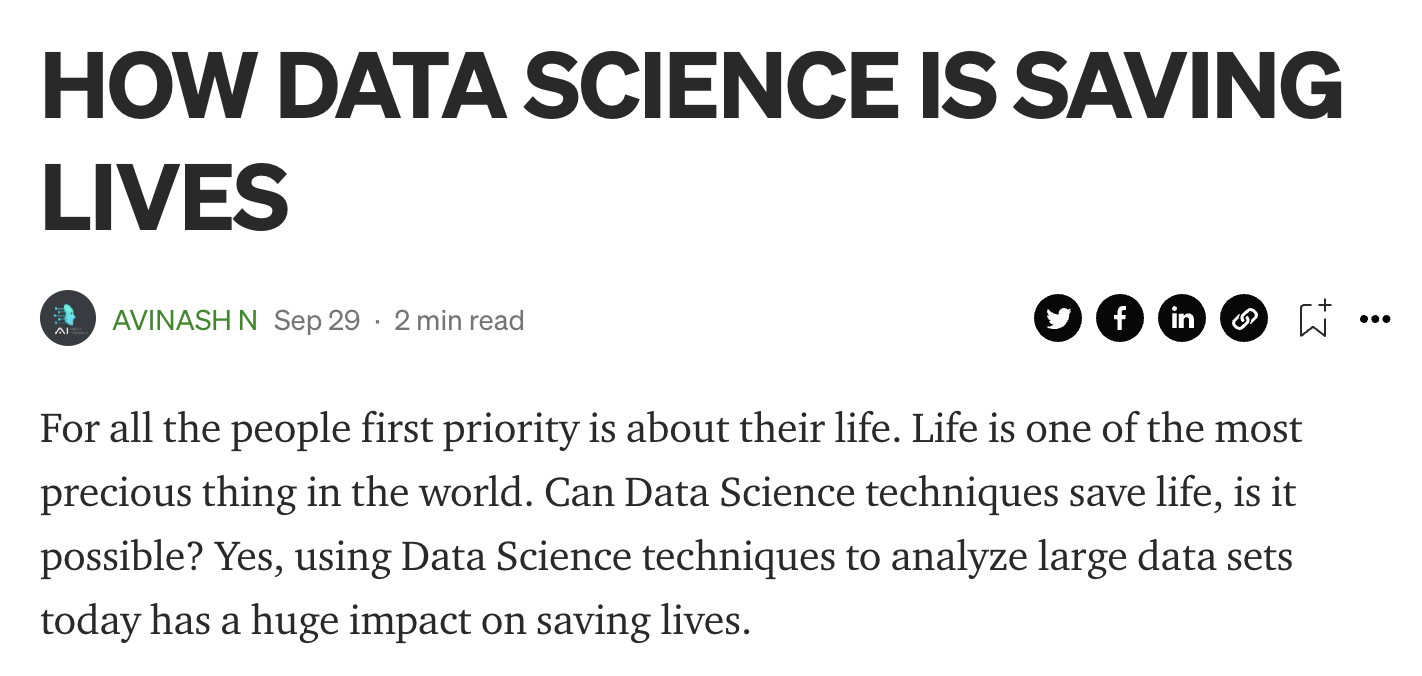 HOW DATA SCIENCE IS SAVING
LIVES
AI
AVINASH N Sep 29 · 2 min read
For all the people first priority is about their life. Life is one of the most
precious thing in the world. Can Data Science techniques save life, is it
possible? Yes, using Data Science techniques to analyze large data sets
today has a huge impact on saving lives.